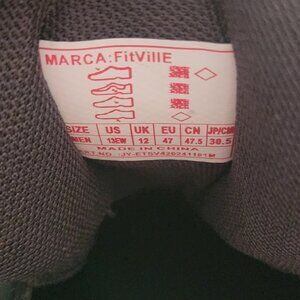 MARCA:FitVillE
SIZE US UK EU CN JP/CM
MEN 13EW 12 47 47.5 30.5
MADE IN CHINA